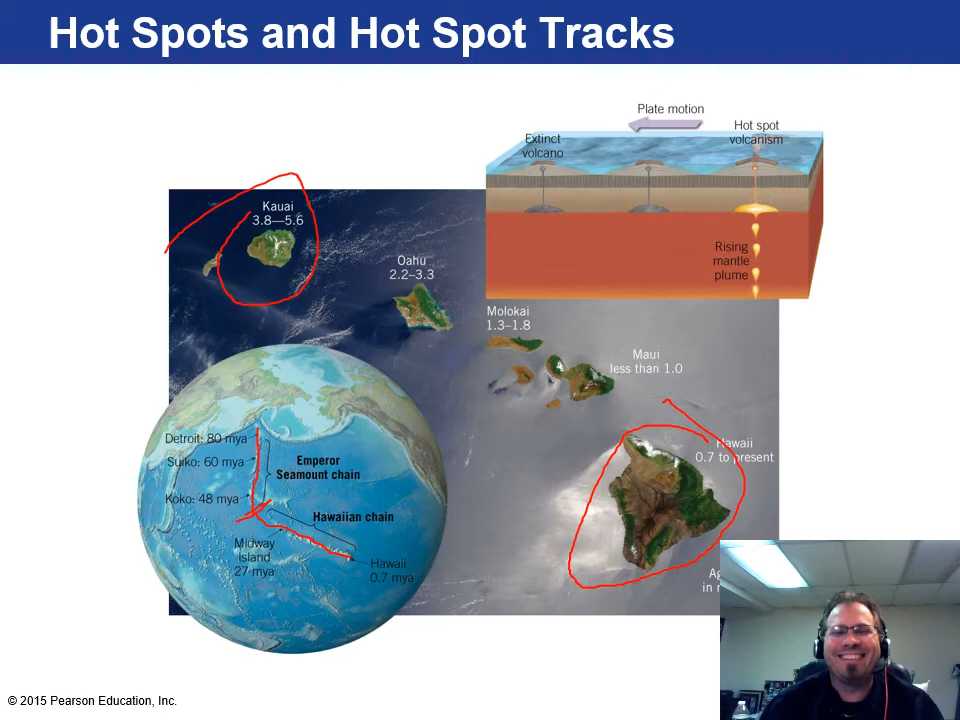 Hot Spots and Hot Spot Tracks
Plate motion
Extinct
volcano
Hot spot
volcanism
Rising
mantle
plume
Kauai
3.8—5.6
Oahu
2.2–3.3
Molokai
1.3–1.8
Maui
less than 1.0
Hawaii
0.7 to present
in
Detroit: 80 mya
Suiko: 60 mya
Koko: 48 mya
Emperor
Seamount chain
Hawaiian chain
Midway
island
27 mya
Hawaii
0.7 mya
© 2015 Pearson Education, Inc.